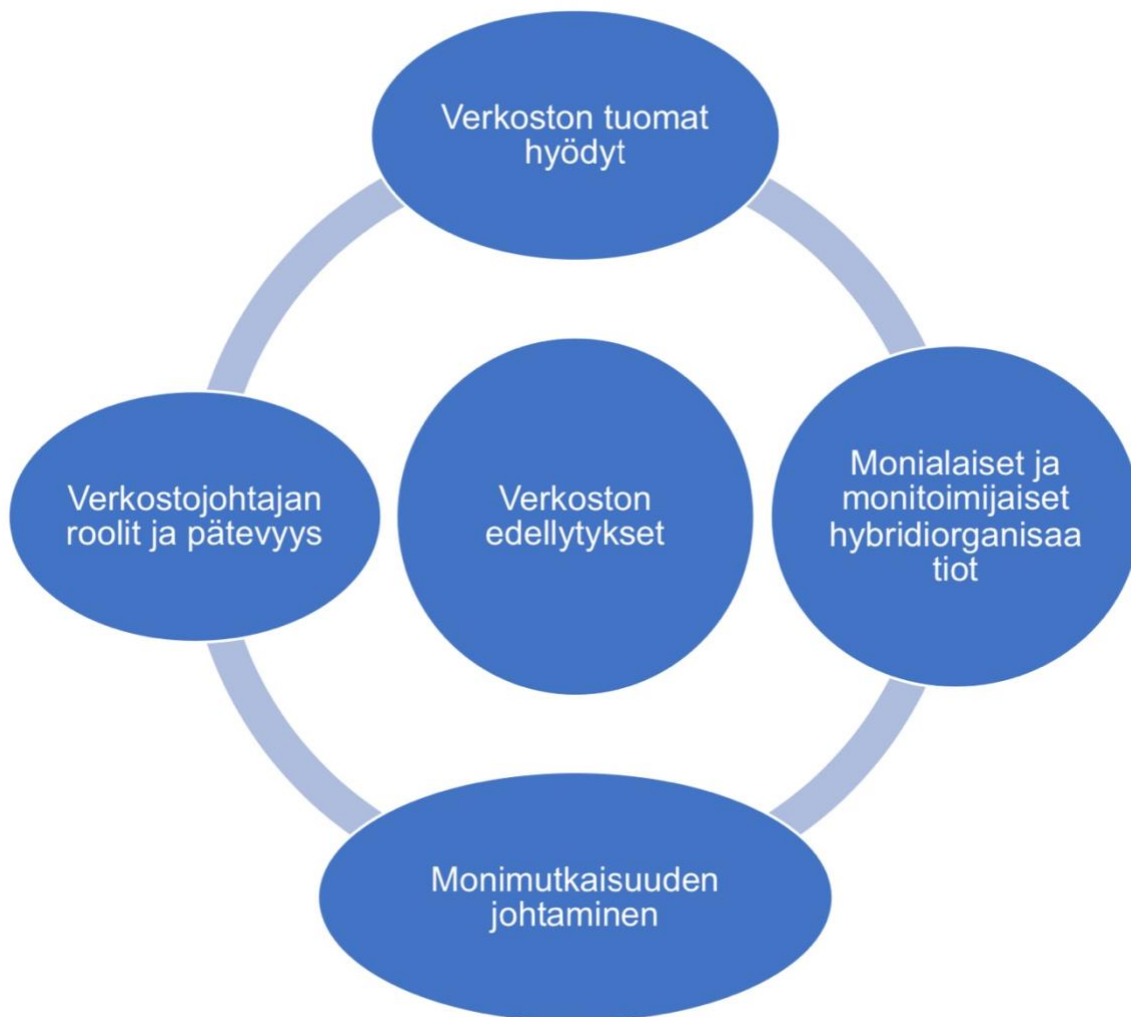 Verkoston tuomat
hyödyt
Verkostojohtajan
roolit ja pätevyys
Verkoston
edellytykset
Monialaiset ja
monitoimijaiset
hybridiorganisaa
tiot
Monimutkaisuuden
johtaminen